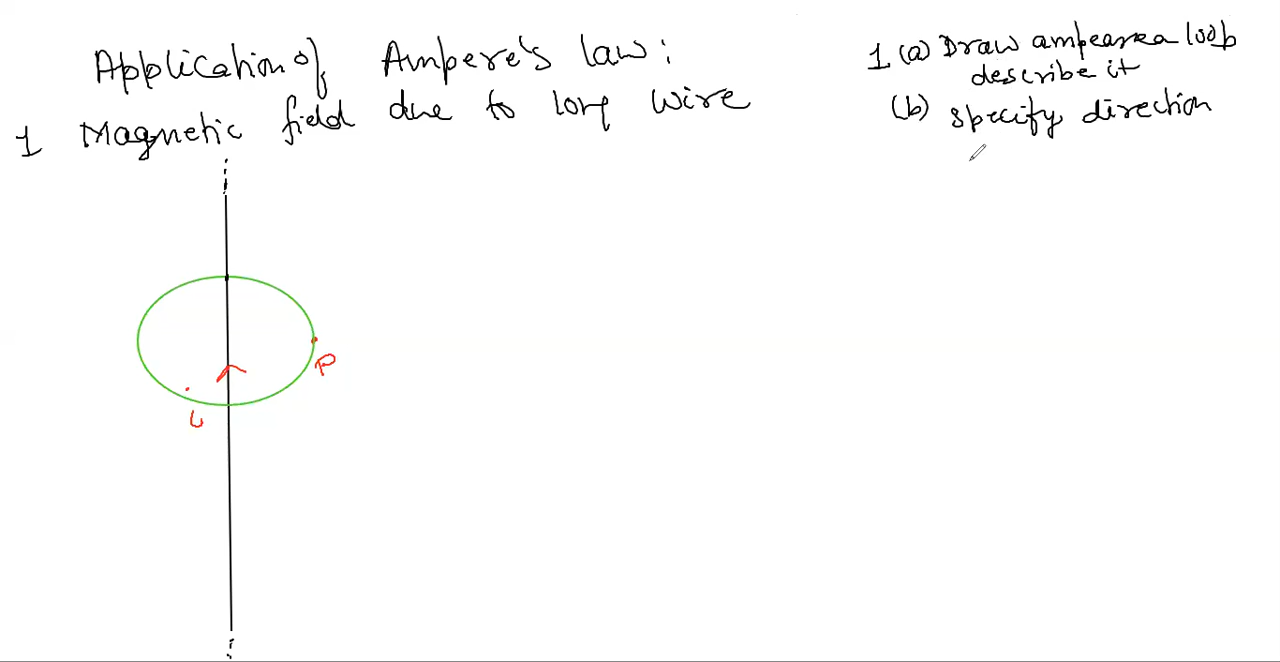 Application of Ampere's law:
1 Magnetic field due to long wire
1 (a) Draw ampearea loop
describe it
(b) specify direction
P
i